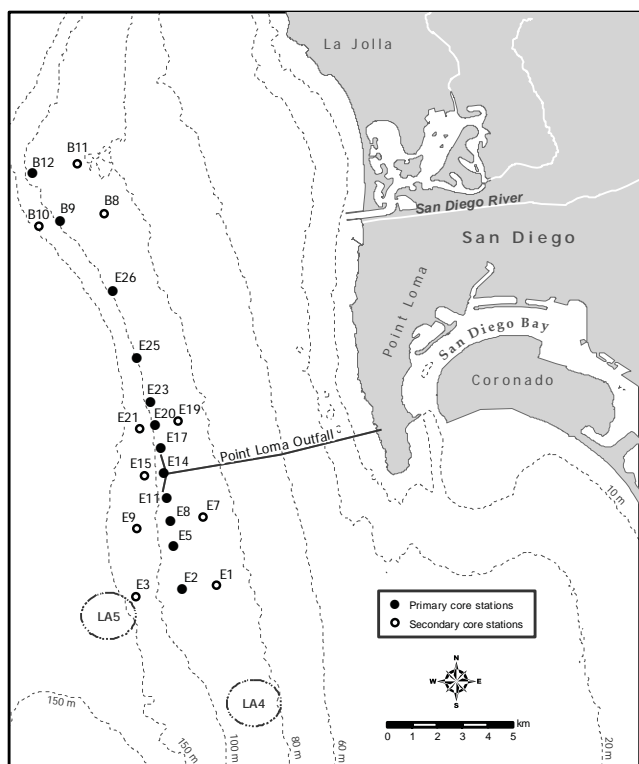 La Jolla
B11
B12
B8
B10
B9
San Diego River
San Diego
E26
Point Loma
San Diego Bay
E25
Coronado
E23
E19
E21
E20
E17
Point Loma Outfall
E15
E14
E11
E7
E9
E8
E5
10 m
E3
E2
E1
LA5
Primary core stations
Secondary core stations
LA4
N
W
E
S
km
0 1 2 3 4 5
150 m
150 m
100 m
80 m
60 m
20 m